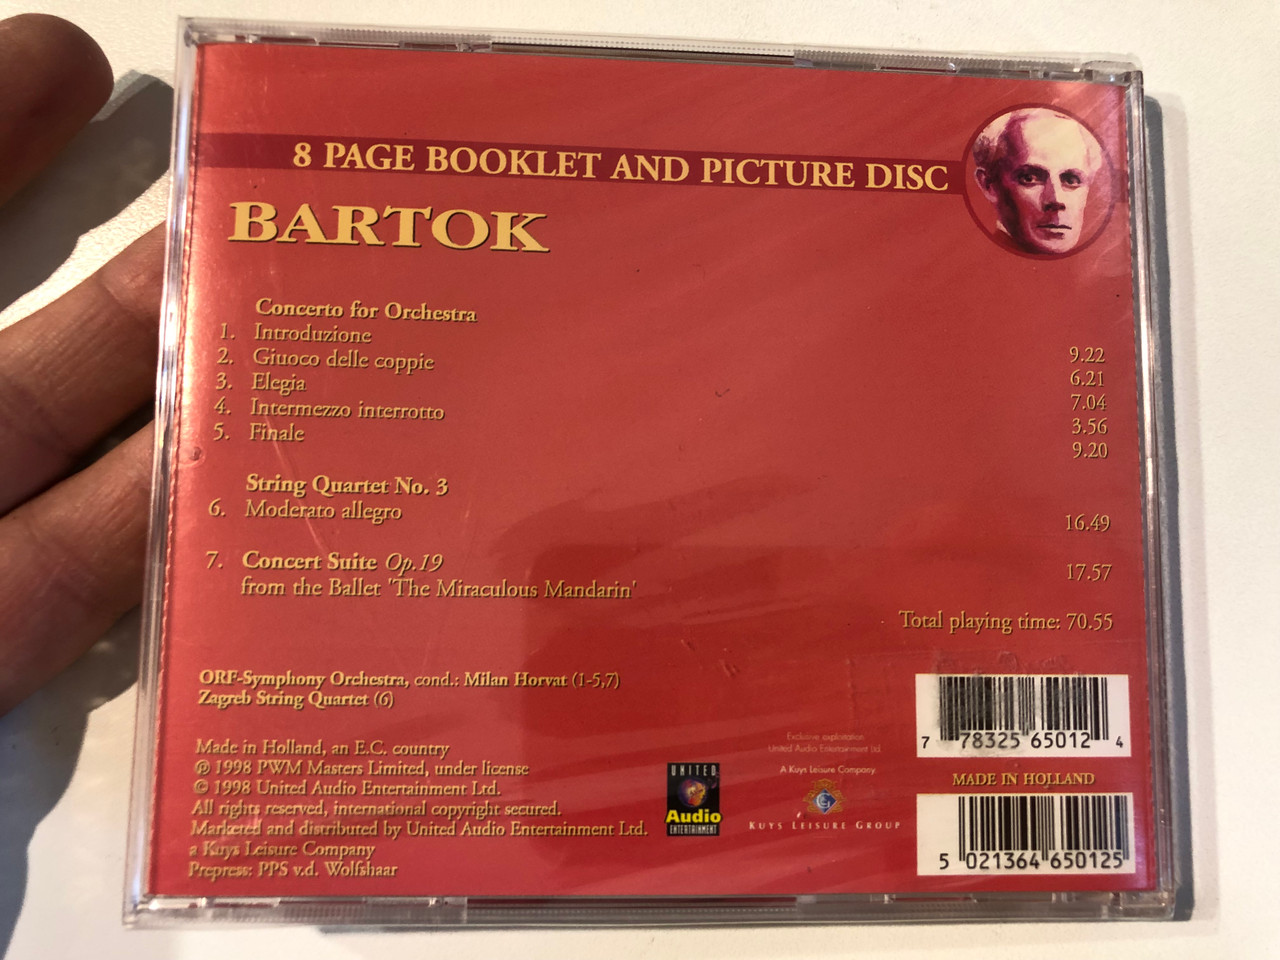 8 PAGE BOOKLET AND PICTURE DISC
BARTOK
Concerto for Orchestra
1. Introduzione 9.22
2. Giuoco delle coppie 6.21
3. Elegia 7.04
4. Intermezzo interrotto 3.56
5. Finale 9.20
String Quartet No. 3
6. Moderato allegro 16.49
7. Concert Suite Op.19 17.57
from the Ballet 'The Miraculous Mandarin'
Total playing time: 70.55
ORF-Symphony Orchestra, cond.: Milan Horvat (1-5,7)
Zagreb String Quartet (6)
Made in Holland, an E.C. country
℗ 1998 PWM Masters Limited, under license
© 1998 United Audio Entertainment Ltd.
All rights reserved, international copyright secured.
Marketed and distributed by United Audio Entertainment Ltd.
a Kuys Leisure Company
Prepress: PPS v.d. Wolfshaar
UNITED
Audio
ENTERTAINMENT
Exclusive exploitation
United Audio Entertainment Ltd
A Kuys Leisure Company
KUYS LEISURE GROUP
7 78325 65012 4
MADE IN HOLLAND
5 021364 650125